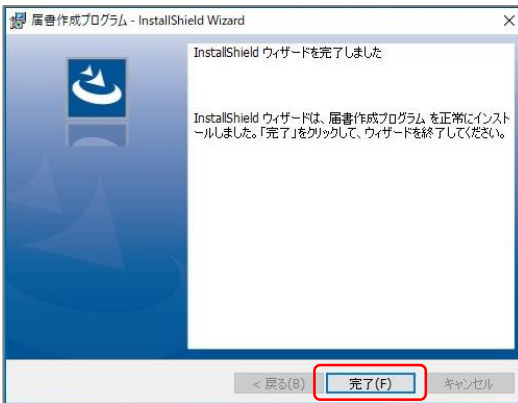 届書作成プログラム - InstallShield Wizard
InstallShield ウィザードを完了しました
InstallShield ウィザードは、届書作成プログラム を正常にインスト
ールしました。「完了」をクリックして、ウィザードを終了してください。
< 戻る(B) 完了(F) キャンセル